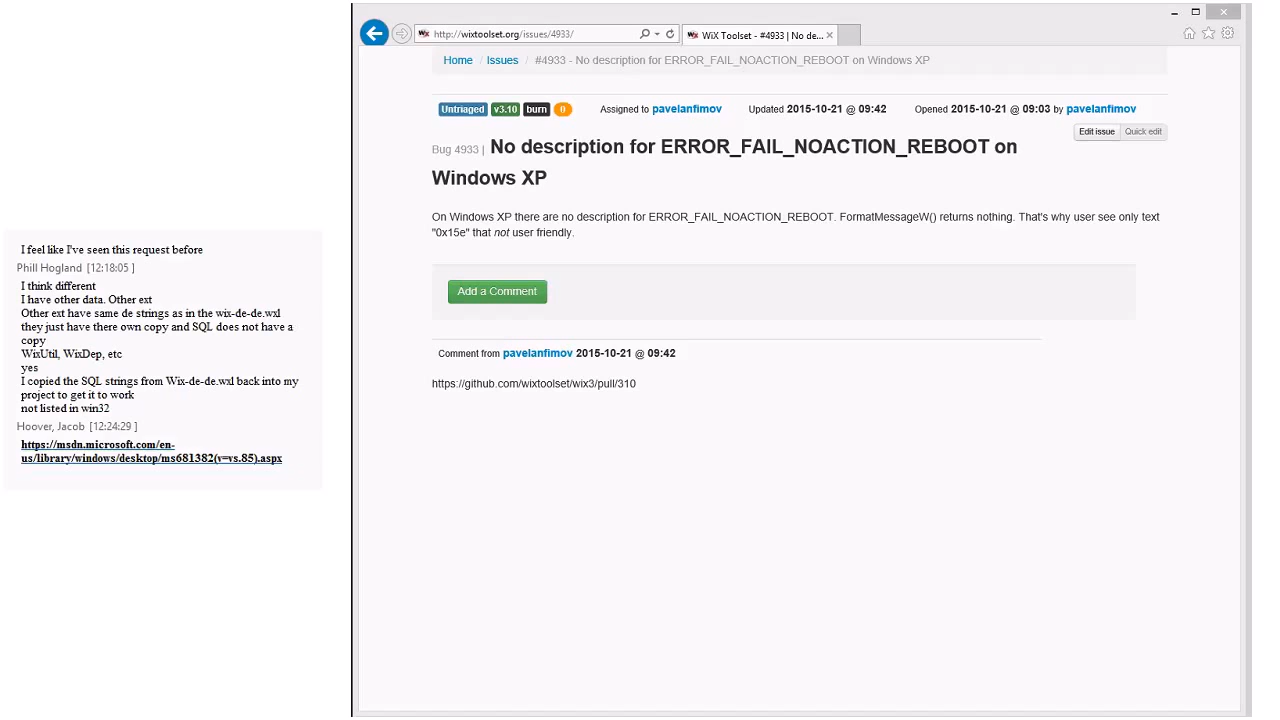 I feel like I've seen this request before
Phill Hogland [12:18:05 ]
I think different
I have other data. Other ext
Other ext have same de strings as in the wix-de-de.wxl
they just have there own copy and SQL does not have a
copy
WixUtil, WixDep, etc
yes
I copied the SQL strings from Wix-de-de.wxl back into my
project to get it to work
not listed in win32
Hoover, Jacob [12:24:29 ]
https://msdn.microsoft.com/en-
us/library/windows/desktop/ms681382(v=vs.85).aspx
http://wixtoolset.org/issues/4933/
WiX Toolset - #4933 | No de...
Home / Issues / #4933 - No description for ERROR_FAIL_NOACTION_REBOOT on Windows XP
Untriaged v3.10 burn 0 Assigned to pavelanfimov Updated 2015-10-21 @ 09:42 Opened 2015-10-21 @ 09:03 by pavelanfimov
Edit issue Quick edit
Bug 4933 | No description for ERROR_FAIL_NOACTION_REBOOT on
Windows XP
On Windows XP there are no description for ERROR_FAIL_NOACTION_REBOOT. FormatMessageW() returns nothing. That's why user see only text
"0x15e" that not user friendly.
Add a Comment
Comment from pavelanfimov 2015-10-21 @ 09:42
https://github.com/wixtoolset/wix3/pull/310